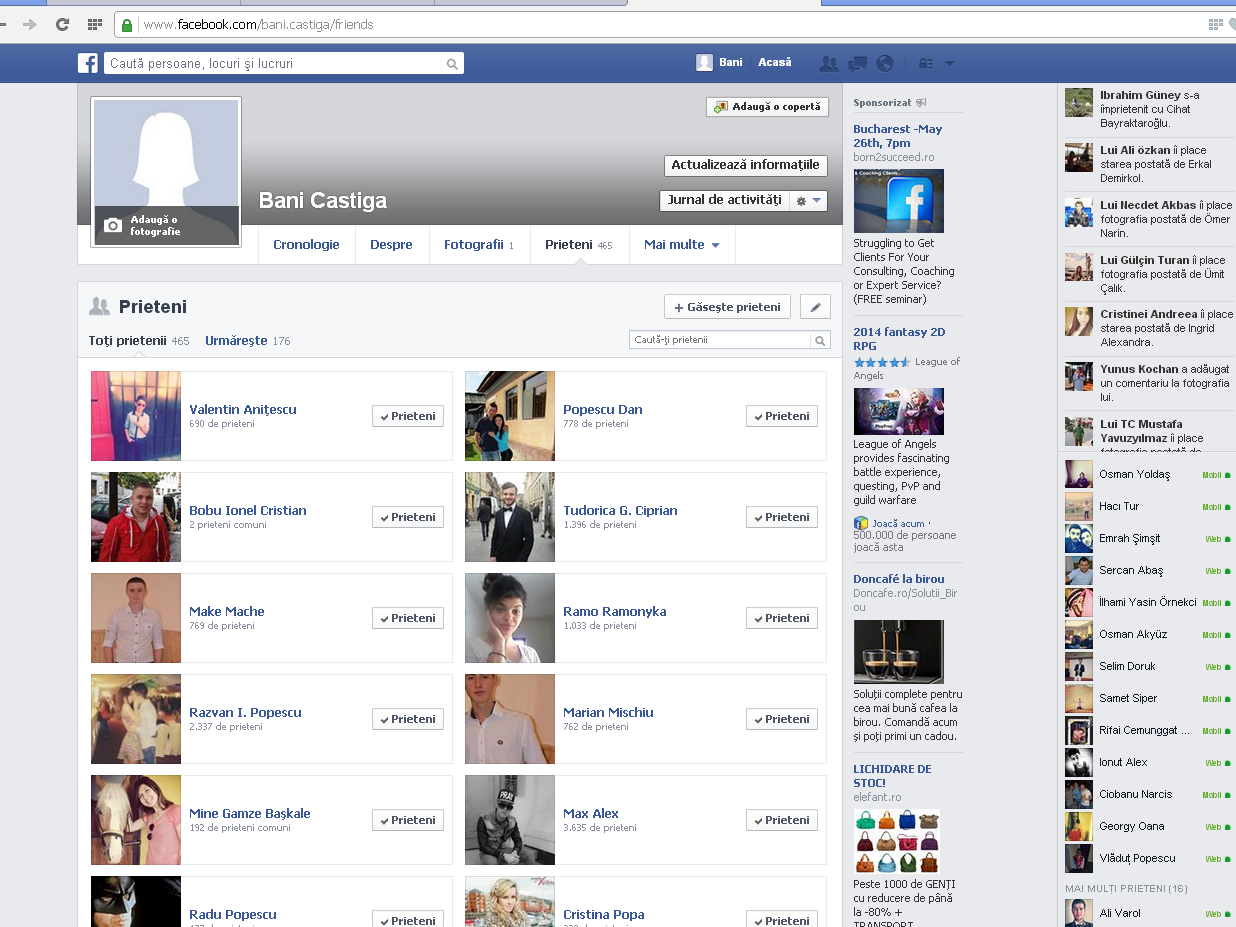 www.facebook.com/bani.castiga/friends
Caută persoane, locuri şi lucruri
Bani
Acasă
Adaugă o copertă
Actualizează informaţiile
Jurnal de activităţi
Adaugă o
fotografie
Bani Castiga
Cronologie
Despre
Fotografii 1
Prieteni 465
Mai multe
Prieteni
+ Găseşte prieteni
Toţi prietenii 465
Urmăreşte 176
Caută-ţi prietenii
Valentin Aniţescu
690 de prieteni
Prieteni
Popescu Dan
778 de prieteni
Prieteni
Bobu Ionel Cristian
2 prieteni comuni
Prieteni
Tudorica G. Ciprian
1.396 de prieteni
Prieteni
Make Mache
769 de prieteni
Prieteni
Ramo Ramonyka
1.033 de prieteni
Prieteni
Razvan I. Popescu
2.337 de prieteni
Prieteni
Marian Mischiu
762 de prieteni
Prieteni
Mine Gamze Başkale
192 de prieteni comuni
Prieteni
PRAY
Max Alex
3.635 de prieteni
Prieteni
Radu Popescu
Prieteni
Cristina Popa
Prieteni
Sponsorizat
Bucharest -May
26th, 7pm
born2succeed.ro
& Coaching Clients...
Struggling to Get
Clients For Your
Consulting, Coaching
or Expert Service?
(FREE seminar)
2014 fantasy 2D
RPG
League of
Angels
League of Angels
provides fascinating
battle experience,
questing, PvP and
guild warfare
Joacă acum ·
500.000 de persoane
joacă asta
Doncafé la birou
Doncafe.ro/Solutii_Bir
ou
Soluţii complete pentru
cea mai bună cafea la
birou. Comandă acum
şi poţi primi un cadou.
LICHIDARE DE
STOC!
elefant.ro
Peste 1000 de GENŢI
cu reducere de până
la -80% +
TRANSPORT
Ibrahim Güney s-a
împrietenit cu Cihat
Bayraktaroğlu.
Lui Ali özkan îi place
starea postată de Erkal
Demirkol.
Lui Necdet Akbas îi place
fotografia postată de Ömer
Narin.
Lui Gülçin Turan îi place
fotografia postată de Ümit
Çalık.
Cristinei Andreea îi place
starea postată de Ingrid
Alexandra.
Yunus Kochan a adăugat
un comentariu la fotografia
lui.
Lui TC Mustafa
Yavuzyılmaz îi place
fotografia postată de
Osman Yoldaş Mobil
Hacı Tur Mobil
Emrah Şimşit Web
Sercan Abaş Web
İlhami Yasin Örnekci Mobil
Osman Akyüz Mobil
Selim Doruk Web
Samet Siper Mobil
Rifai Cemunggat ... Mobil
Ionut Alex Web
Ciobanu Narcis Mobil
Georgy Oana Web
Vlăduţ Popescu Web
MAI MULŢI PRIETENI (16)
Ali Varol Web